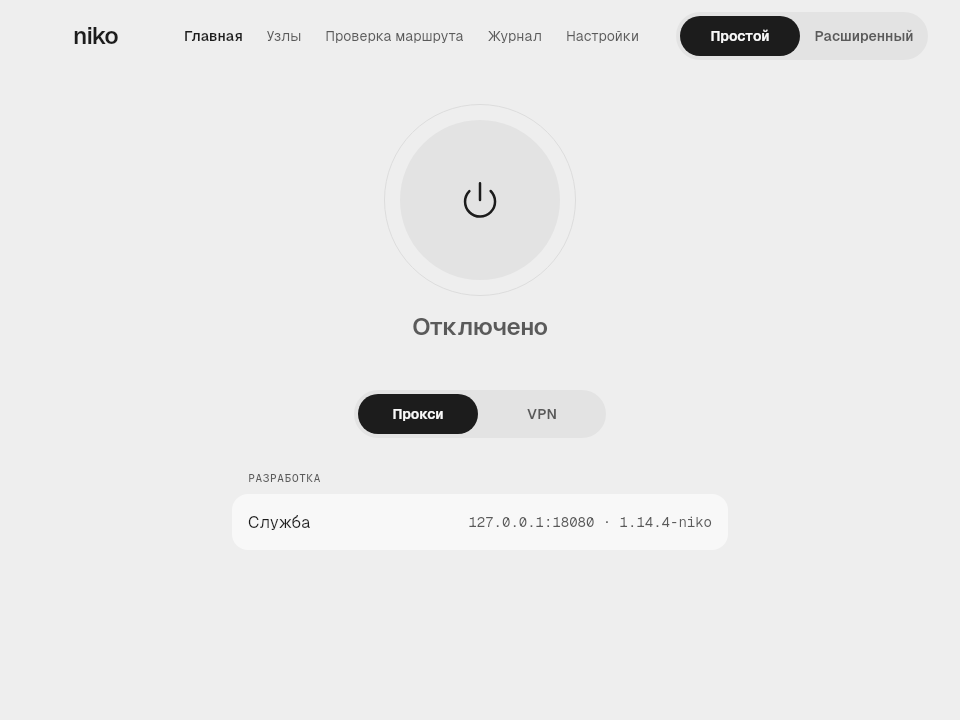 niko
Главная Узлы Проверка маршрута Журнал Настройки Простой Расширенный
Отключено
Прокси VPN
РАЗРАБОТКА
Служба 127.0.0.1:18080 · 1.14.4-niko